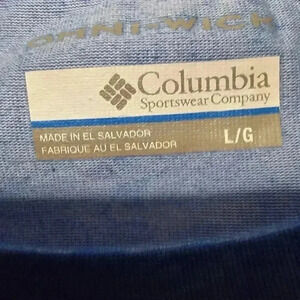 OMNI-WICK
Columbia
Sportswear Company
MADE IN EL SALVADOR
FABRIQUE AU EL SALVADOR
L/G